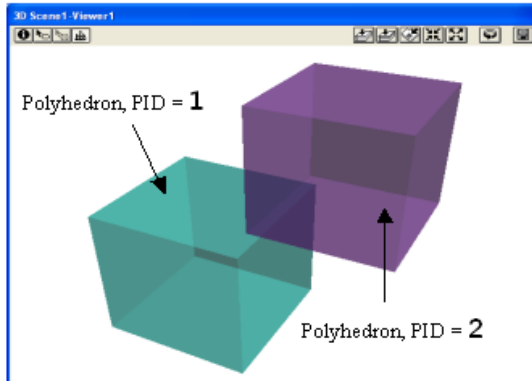 3D Scene1-Viewer1
Polyhedron, PID = 1
Polyhedron, PID = 2